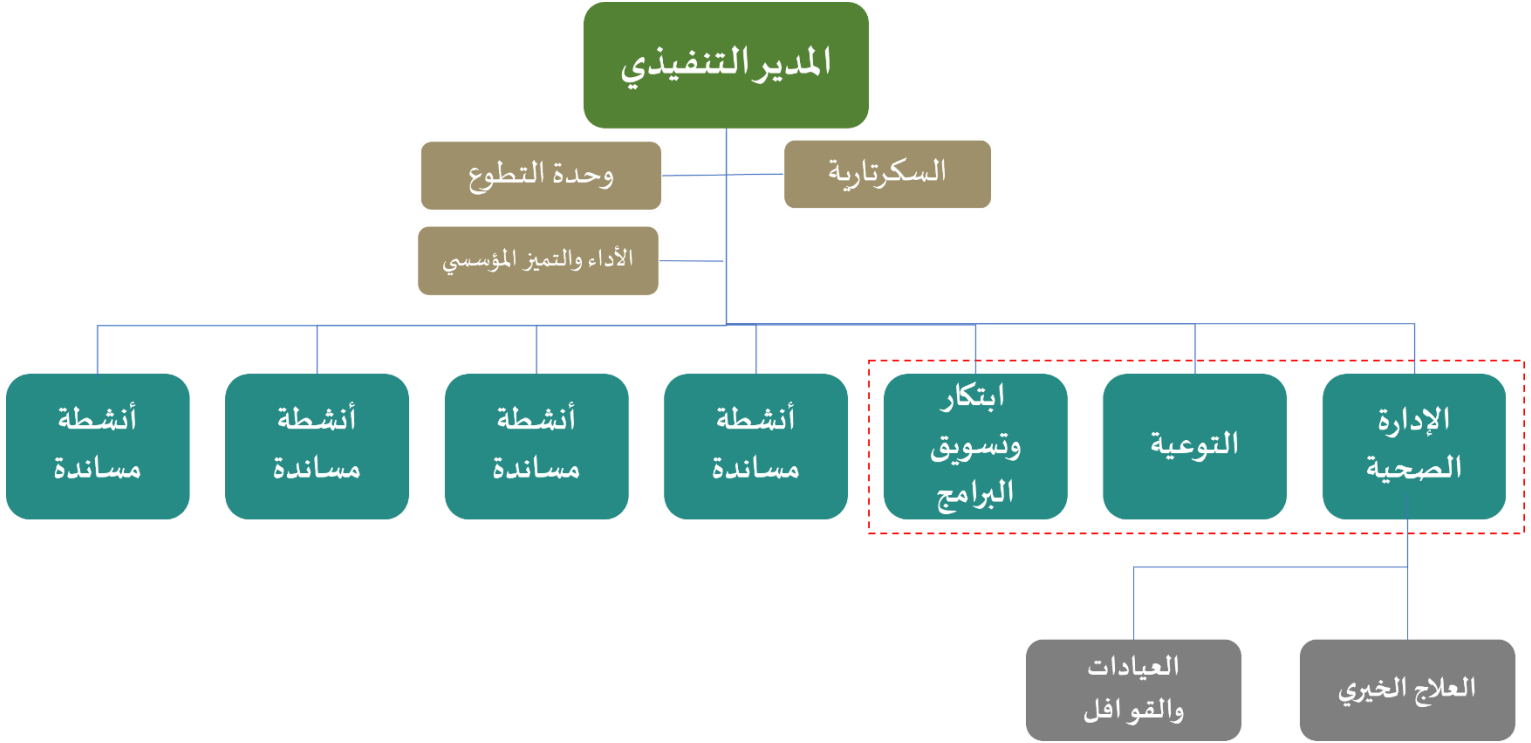 المدير التنفيذي
السكرتارية
وحدة التطوع
الأداء والتميز المؤسسي
الإدارة
الصحية
التوعية
ابتكار
وتسويق
البرامج
أنشطة
مساندة
أنشطة
مساندة
أنشطة
مساندة
أنشطة
مساندة
العلاج الخيري
العيادات
والقوافل